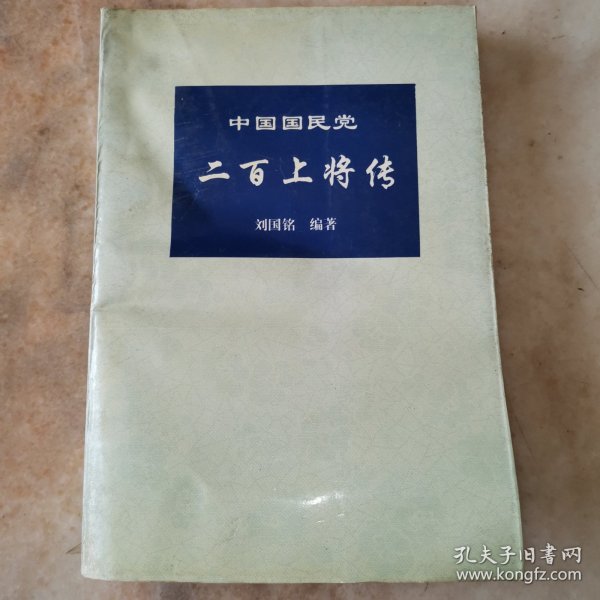 中国国民党
二百上将传
刘国铭 编著
孔夫子旧書网
www.kongfz.com